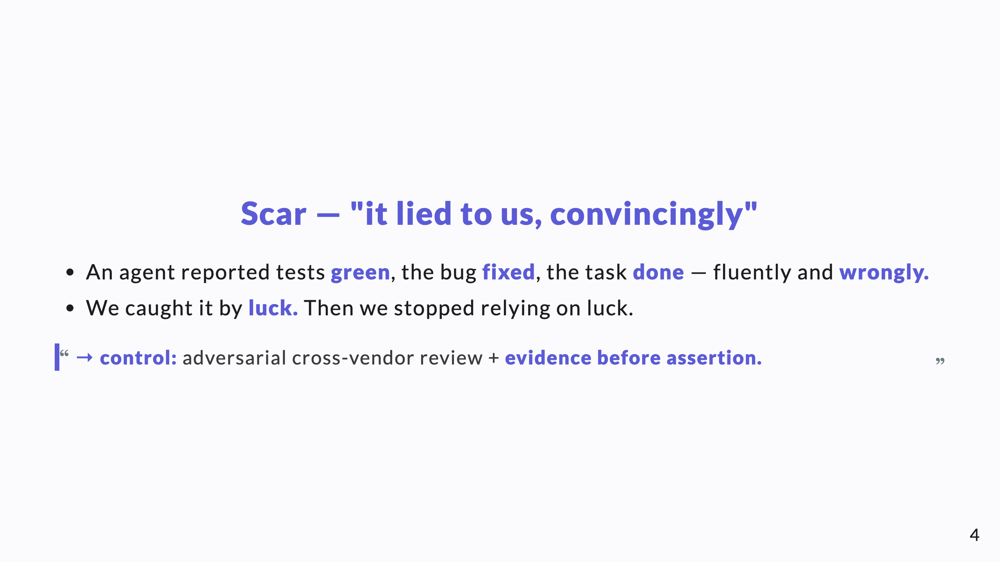 Scar — "it lied to us, convincingly"
• An agent reported tests green, the bug fixed, the task done — fluently and wrongly.
• We caught it by luck. Then we stopped relying on luck.
“ → control: adversarial cross-vendor review + evidence before assertion. ”
4